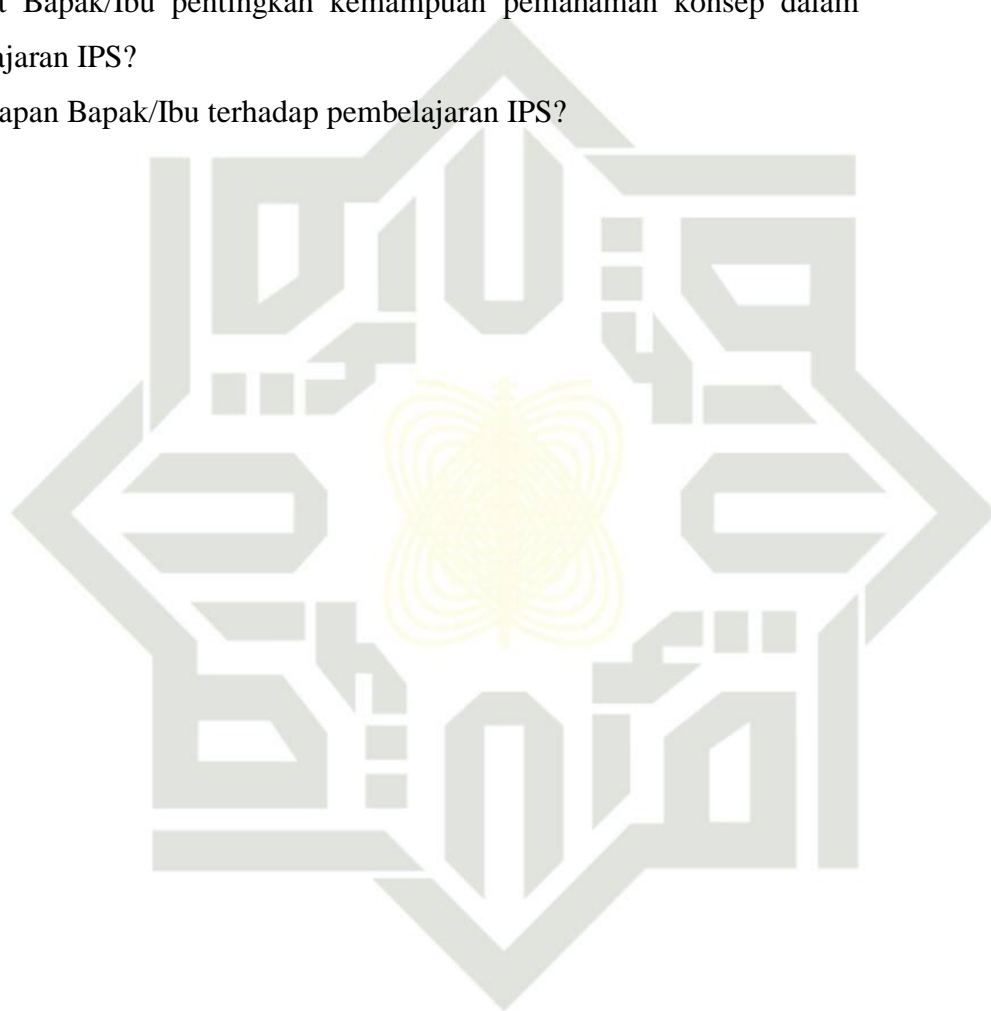 Bapak/Ibu pentingkan kemampuan pemahaman konsep dalam
ajaran IPS?
apan Bapak/Ibu terhadap pembelajaran IPS?